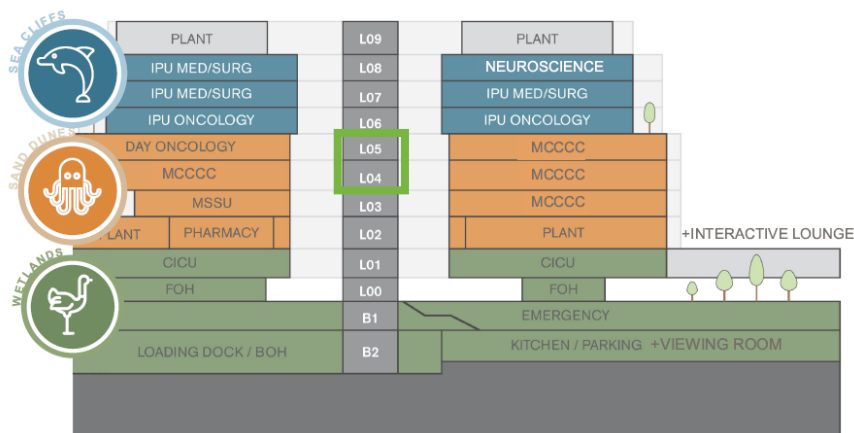 SEA CLIFFS
PLANT L09 PLANT
IPU MED/SURG L08 NEUROSCIENCE
IPU MED/SURG L07 IPU MED/SURG
IPU ONCOLOGY L06 IPU ONCOLOGY
SAND DUNES
DAY ONCOLOGY L05 MCCCC
MCCCC L04 MCCCC
MSSU L03 MCCCC
PLANT PHARMACY L02 PLANT +INTERACTIVE LOUNGE
WETLANDS
CICU L01 CICU
FOH L00 FOH
B1 EMERGENCY
LOADING DOCK / BOH B2 KITCHEN / PARKING +VIEWING ROOM